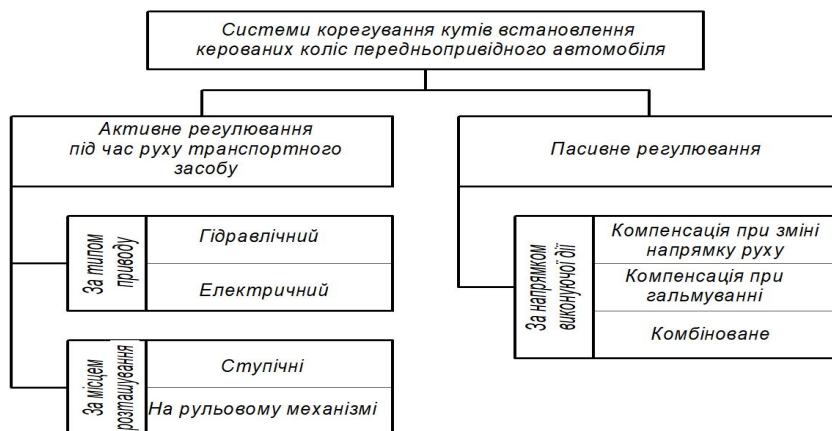 Системи корегування кутів встановлення
керованих коліс передньопривідного автомобіля
Активне регулювання
під час руху транспортного
засобу
Пасивне регулювання
За типом
приводу
Гідравлічний
Електричний
За напрямком
виконуючої дії
Компенсація при зміні
напрямку руху
Компенсація при
гальмуванні
Комбіноване
За місцем
розташування
Ступічні
На рульовому механізмі